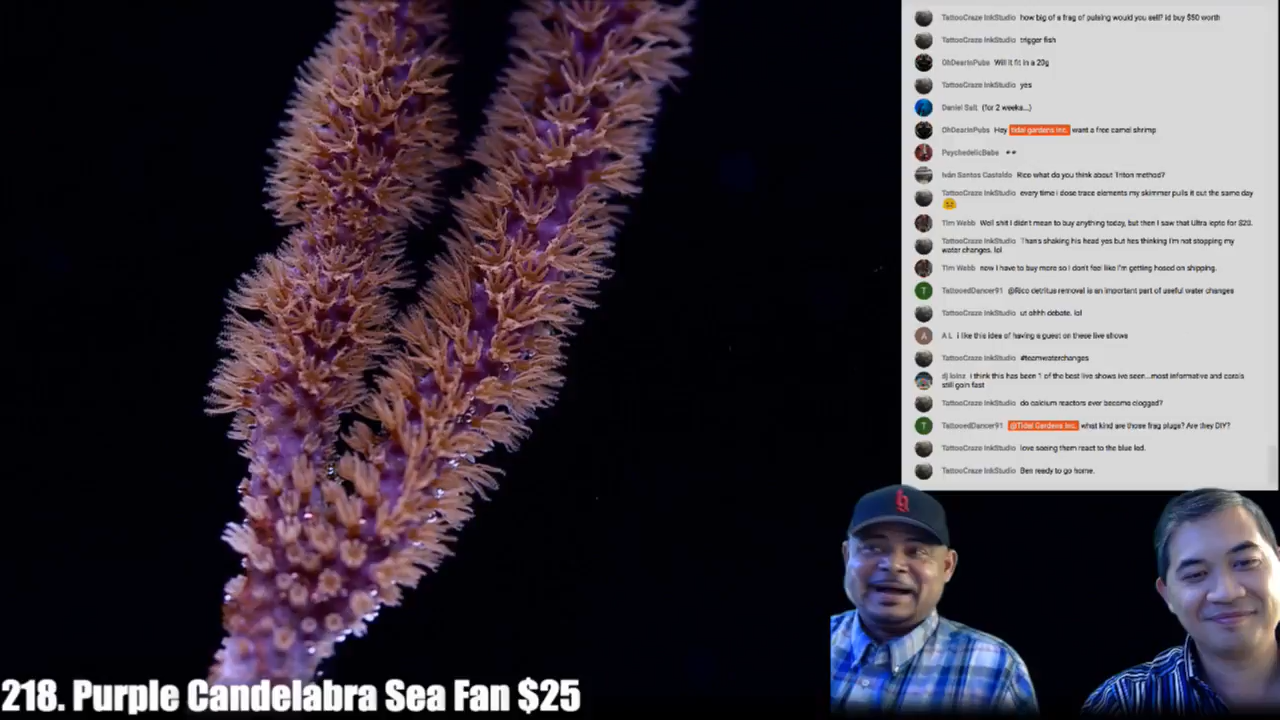 TattooCraze InkStudio how big of a frag of pulsing would you sell? id buy $50 worth
TattooCraze InkStudio trigger fish
OhDearInPubs Will it fit in a 20g
TattooCraze InkStudio yes
Daniel Salt (for 2 weeks...)
OhDearInPubs Hey tidal gardens inc. want a free camel shrimp
PsychedelicBabe 👀
Iván Santos Castaldo Rico what do you think about Triton method?
TattooCraze InkStudio every time i dose trace elements my skimmer pulls it out the same day
Tim Webb Well shit I didn't mean to buy anything today, but then I saw that Ultra lepto for $20.
TattooCraze InkStudio Than's shaking his head yes but hes thinking I'm not stopping my
water changes. lol
Tim Webb now I have to buy more so I don't feel like I'm getting hosed on shipping.
T TattooedDancer91 @Rico detritus removal is an important part of useful water changes
TattooCraze InkStudio ut ohhh debate. lol
A A L i like this idea of having a guest on these live shows
TattooCraze InkStudio #teamwaterchanges
dj loinz i think this has been 1 of the best live shows ive seen...most informative and corals
still goin fast
TattooCraze InkStudio do calcium reactors ever become clogged?
T TattooedDancer91 @Tidal Gardens Inc. what kind are those frag plugs? Are they DIY?
TattooCraze InkStudio love seeing them react to the blue led.
TattooCraze InkStudio Ben ready to go home.
218. Purple Candelabra Sea Fan $25